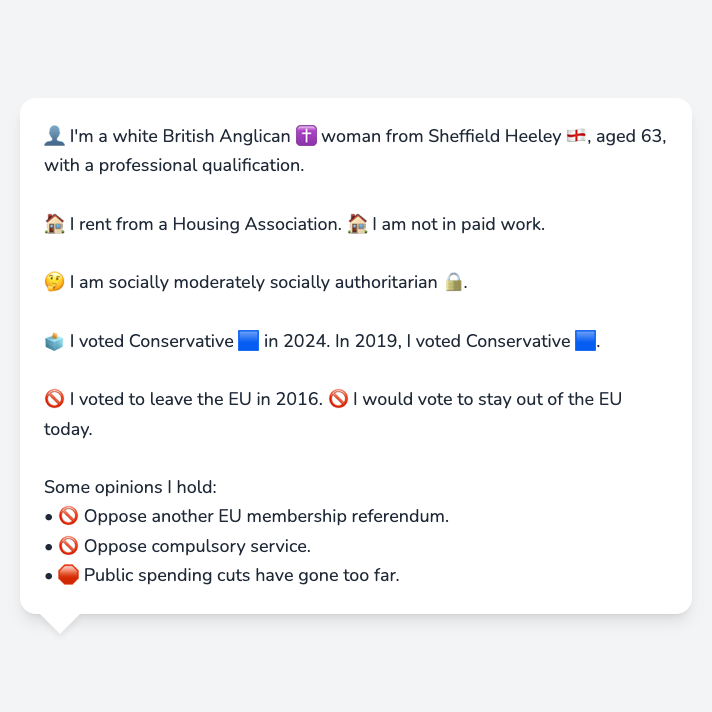 👤 I'm a white British Anglican ✝️ woman from Sheffield Heeley 🏴󠁧󠁢󠁥󠁮󠁧󠁿, aged 63,
with a professional qualification.
🏠 I rent from a Housing Association. 🏠 I am not in paid work.
🤔 I am socially moderately socially authoritarian 🔒.
🗳️ I voted Conservative 🟦 in 2024. In 2019, I voted Conservative 🟦.
🚫 I voted to leave the EU in 2016. 🚫 I would vote to stay out of the EU
today.
Some opinions I hold:
• 🚫 Oppose another EU membership referendum.
• 🚫 Oppose compulsory service.
• 🛑 Public spending cuts have gone too far.